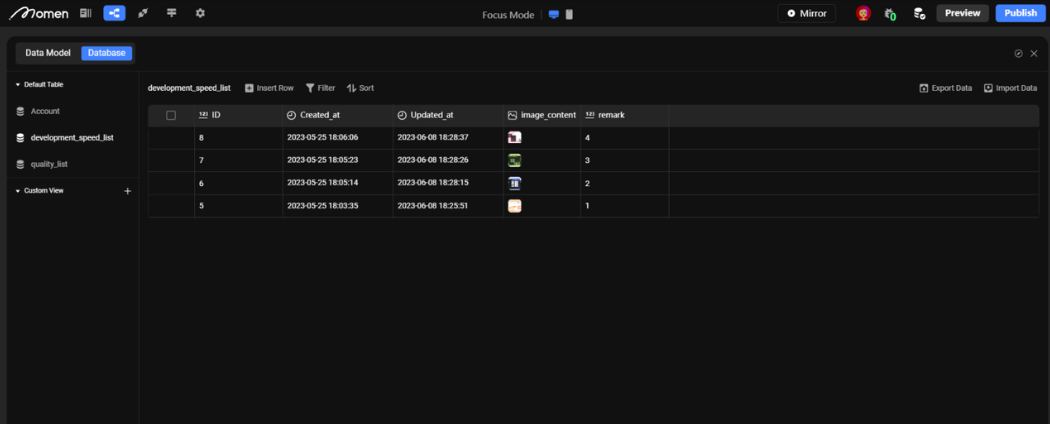 Momen
Focus Mode
Mirror
0
Preview
Publish
Data Model
Database
Default Table
Account
development_speed_list
quality_list
Custom View
development_speed_list
Insert Row
Filter
Sort
Export Data
Import Data
123 ID Created_at Updated_at image_content 123 remark
8 2023-05-25 18:06:06 2023-06-08 18:28:37 4
7 2023-05-25 18:05:23 2023-06-08 18:28:26 3
6 2023-05-25 18:05:14 2023-06-08 18:28:15 2
5 2023-05-25 18:03:35 2023-06-08 18:25:51 1